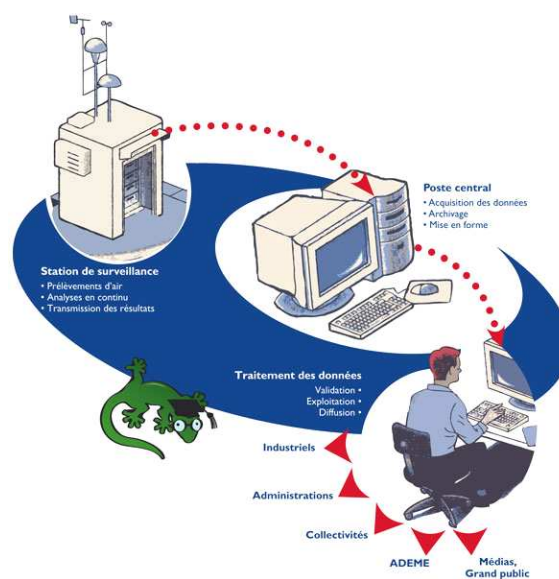 Poste central
• Acquisition des données
• Archivage
• Mise en forme
Station de surveillance
• Prélèvements d'air
• Analyses en continu
• Transmission des résultats
Traitement des données
Validation •
Exploitation •
Diffusion •
Industriels
Administrations
Collectivités
ADEME
Médias,
Grand public